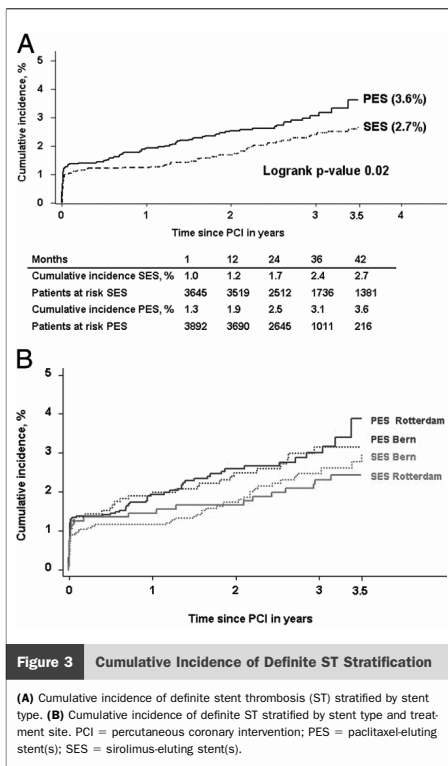 A
5
4
3
2
1
0
Cumulative incidence, %
PES (3.6%)
SES (2.7%)
Logrank p-value 0.02
0 1 2 3 3.5 4
Time since PCI in years
Months 1 12 24 36 42
Cumulative incidence SES, % 1.0 1.2 1.7 2.4 2.7
Patients at risk SES 3645 3519 2512 1736 1381
Cumulative incidence PES, % 1.3 1.9 2.5 3.1 3.6
Patients at risk PES 3892 3690 2645 1011 216
B
5
4
3
2
1
0
Cumulative incidence, %
PES Rotterdam
PES Bern
SES Bern
SES Rotterdam
0 1 2 3 3.5
Time since PCI in years
Figure 3 Cumulative Incidence of Definite ST Stratification
(A) Cumulative incidence of definite stent thrombosis (ST) stratified by stent
type. (B) Cumulative incidence of definite ST stratified by stent type and treat-
ment site. PCI = percutaneous coronary intervention; PES = paclitaxel-eluting
stent(s); SES = sirolimus-eluting stent(s).